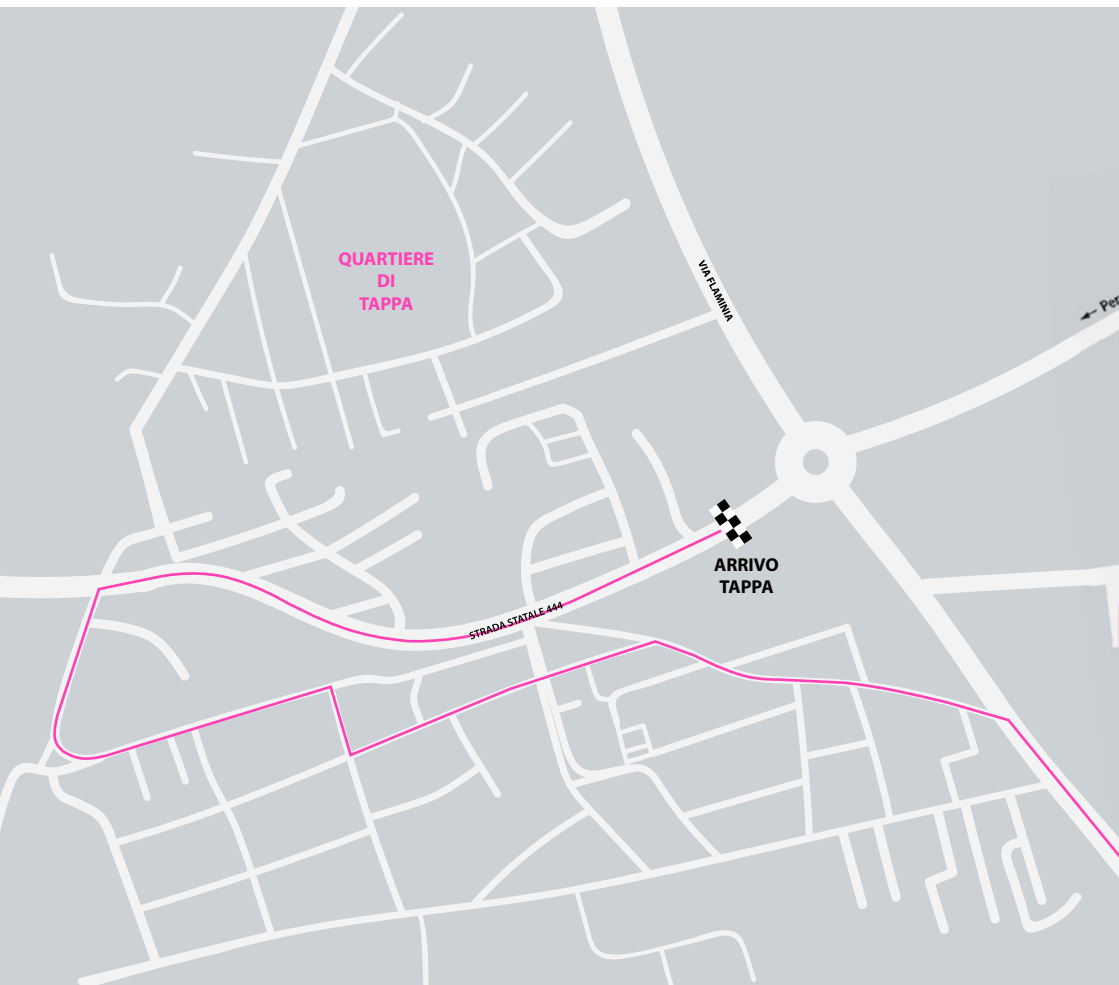 QUARTIERE
DI
TAPPA
VIA FLAMINIA
ARRIVO
TAPPA
STRADA STATALE 444